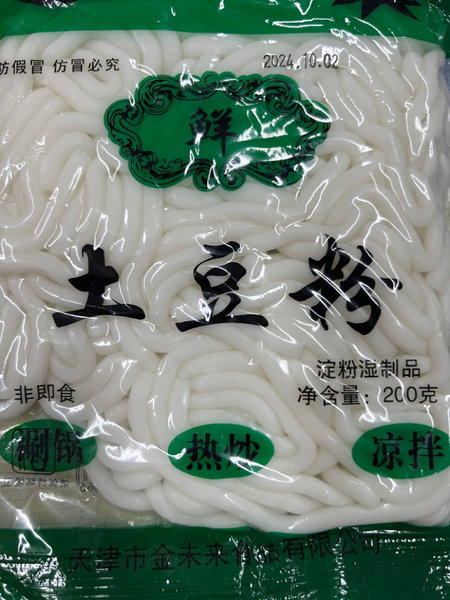 防假冒 仿冒必究
2024.10.02
鲜
土豆粉
淀粉湿制品
非即食
净含量：200克
涮锅
热炒
凉拌
天津市金未来食品有限公司